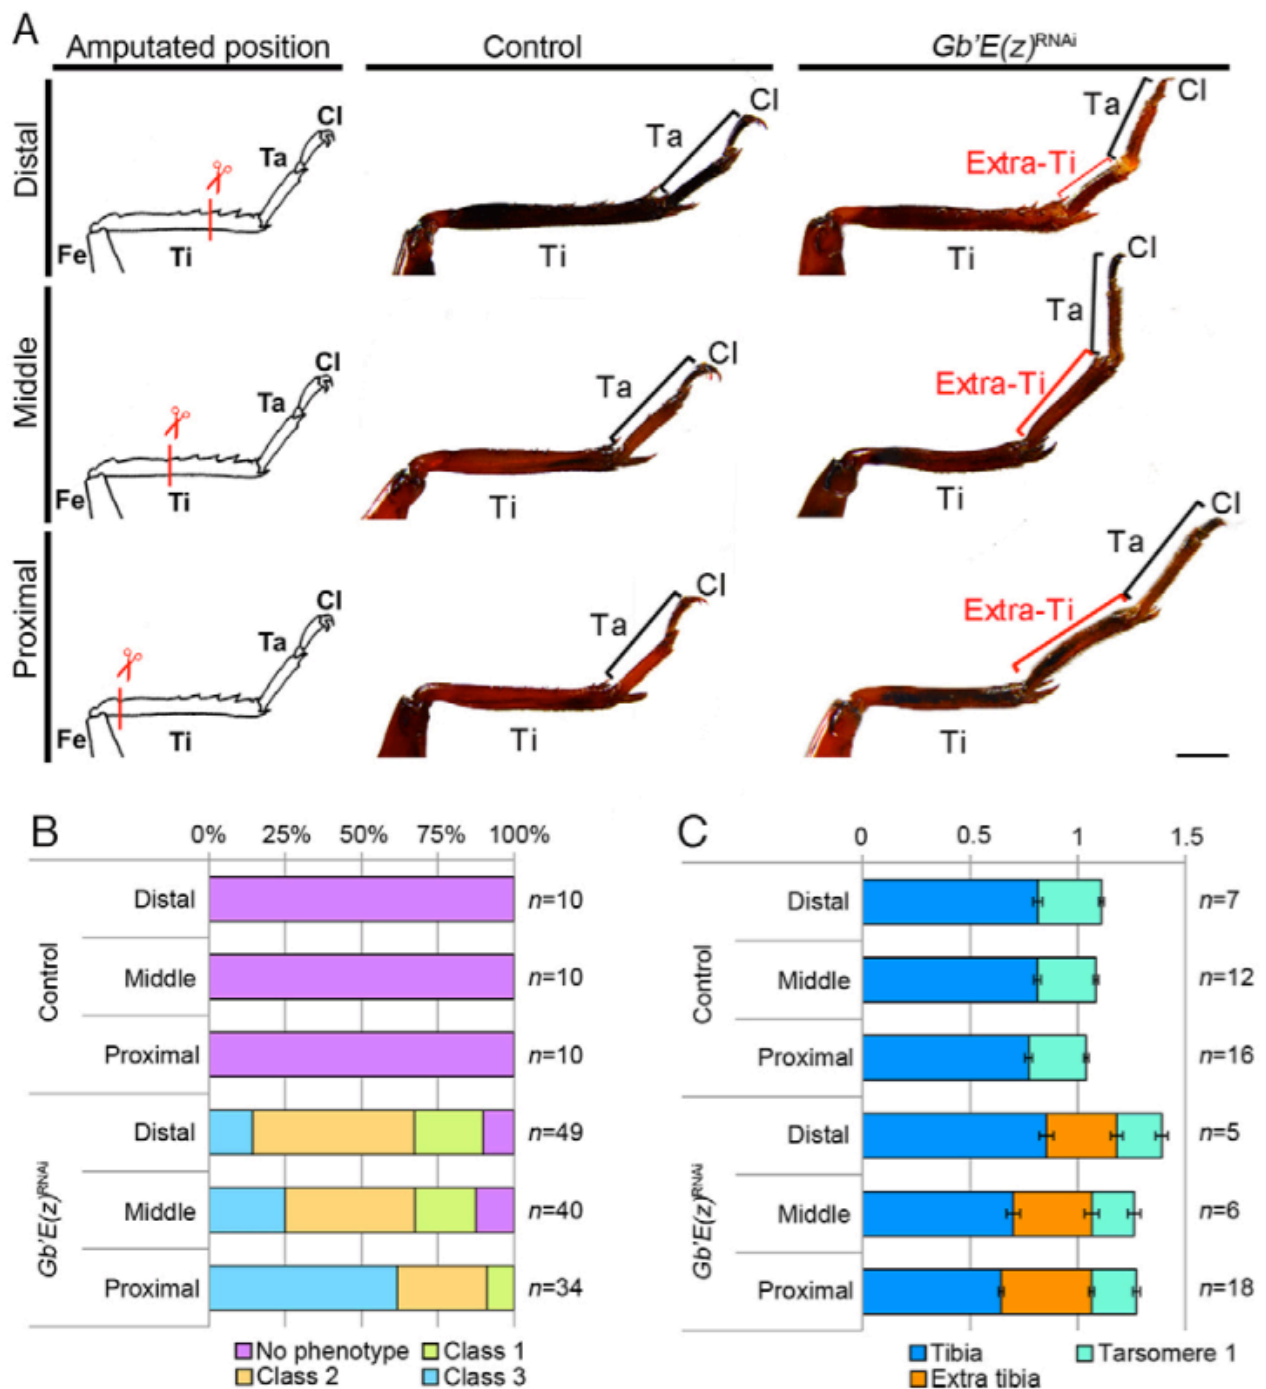 A
Amputated position
Control
Gb'E(z)RNAi
Distal
Cl
Ta
Fe
Ti
Cl
Ta
Ti
Cl
Ta
Extra-Ti
Ti
Middle
Cl
Ta
Fe
Ti
Cl
Ta
Ti
Cl
Ta
Extra-Ti
Ti
Proximal
Cl
Ta
Fe
Ti
Cl
Ta
Ti
Cl
Ta
Extra-Ti
Ti
B
0% 25% 50% 75% 100%
Control
Distal n=10
Middle n=10
Proximal n=10
Gb'E(z)RNAi
Distal n=49
Middle n=40
Proximal n=34
No phenotype Class 1
Class 2 Class 3
C
0 0.5 1 1.5
Control
Distal n=7
Middle n=12
Proximal n=16
Gb'E(z)RNAi
Distal n=5
Middle n=6
Proximal n=18
Tibia Tarsomere 1
Extra tibia